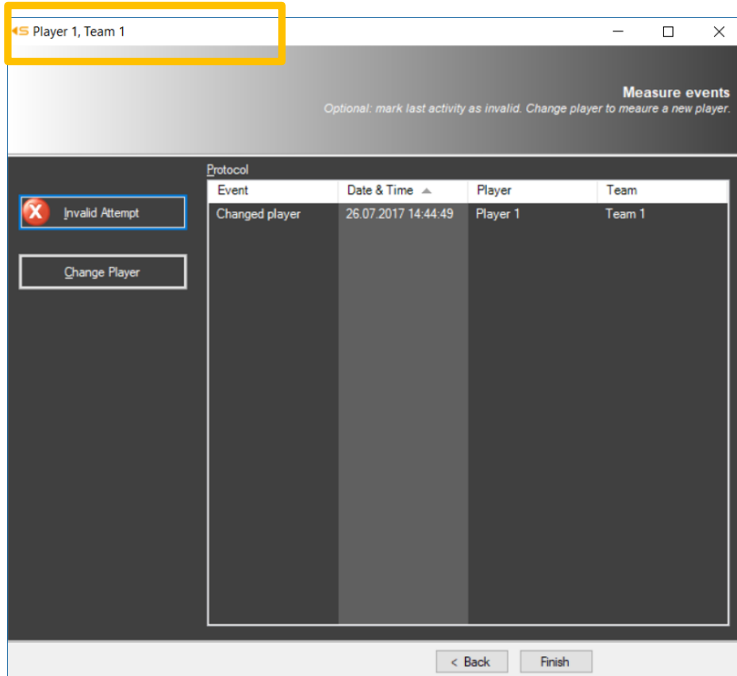 Player 1, Team 1
Measure events
Optional: mark last activity as invalid. Change player to meaure a new player.
Protocol
Event Date & Time Player Team
Invalid Attempt
Changed player 26.07.2017 14:44:49 Player 1 Team 1
Change Player
< Back Finish